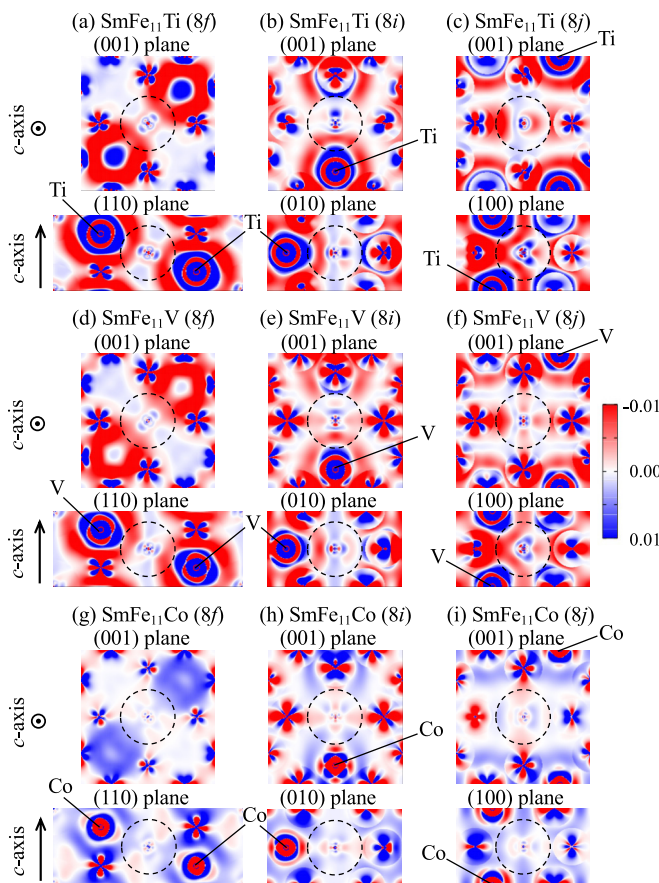 (a) SmFe₁₁Ti (8f) (b) SmFe₁₁Ti (8i) (c) SmFe₁₁Ti (8j)
(001) plane (001) plane (001) plane
Ti
c-axis
Ti
(110) plane (010) plane (100) plane
Ti
Ti
c-axis
Ti
(d) SmFe₁₁V (8f) (e) SmFe₁₁V (8i) (f) SmFe₁₁V (8j)
(001) plane (001) plane (001) plane
V
c-axis
V
-0.01
0.00
0.01
(110) plane (010) plane (100) plane
V
V
c-axis
V
(g) SmFe₁₁Co (8f) (h) SmFe₁₁Co (8i) (i) SmFe₁₁Co (8j)
(001) plane (001) plane (001) plane
Co
c-axis
Co
(110) plane (010) plane (100) plane
Co
Co
c-axis
Co